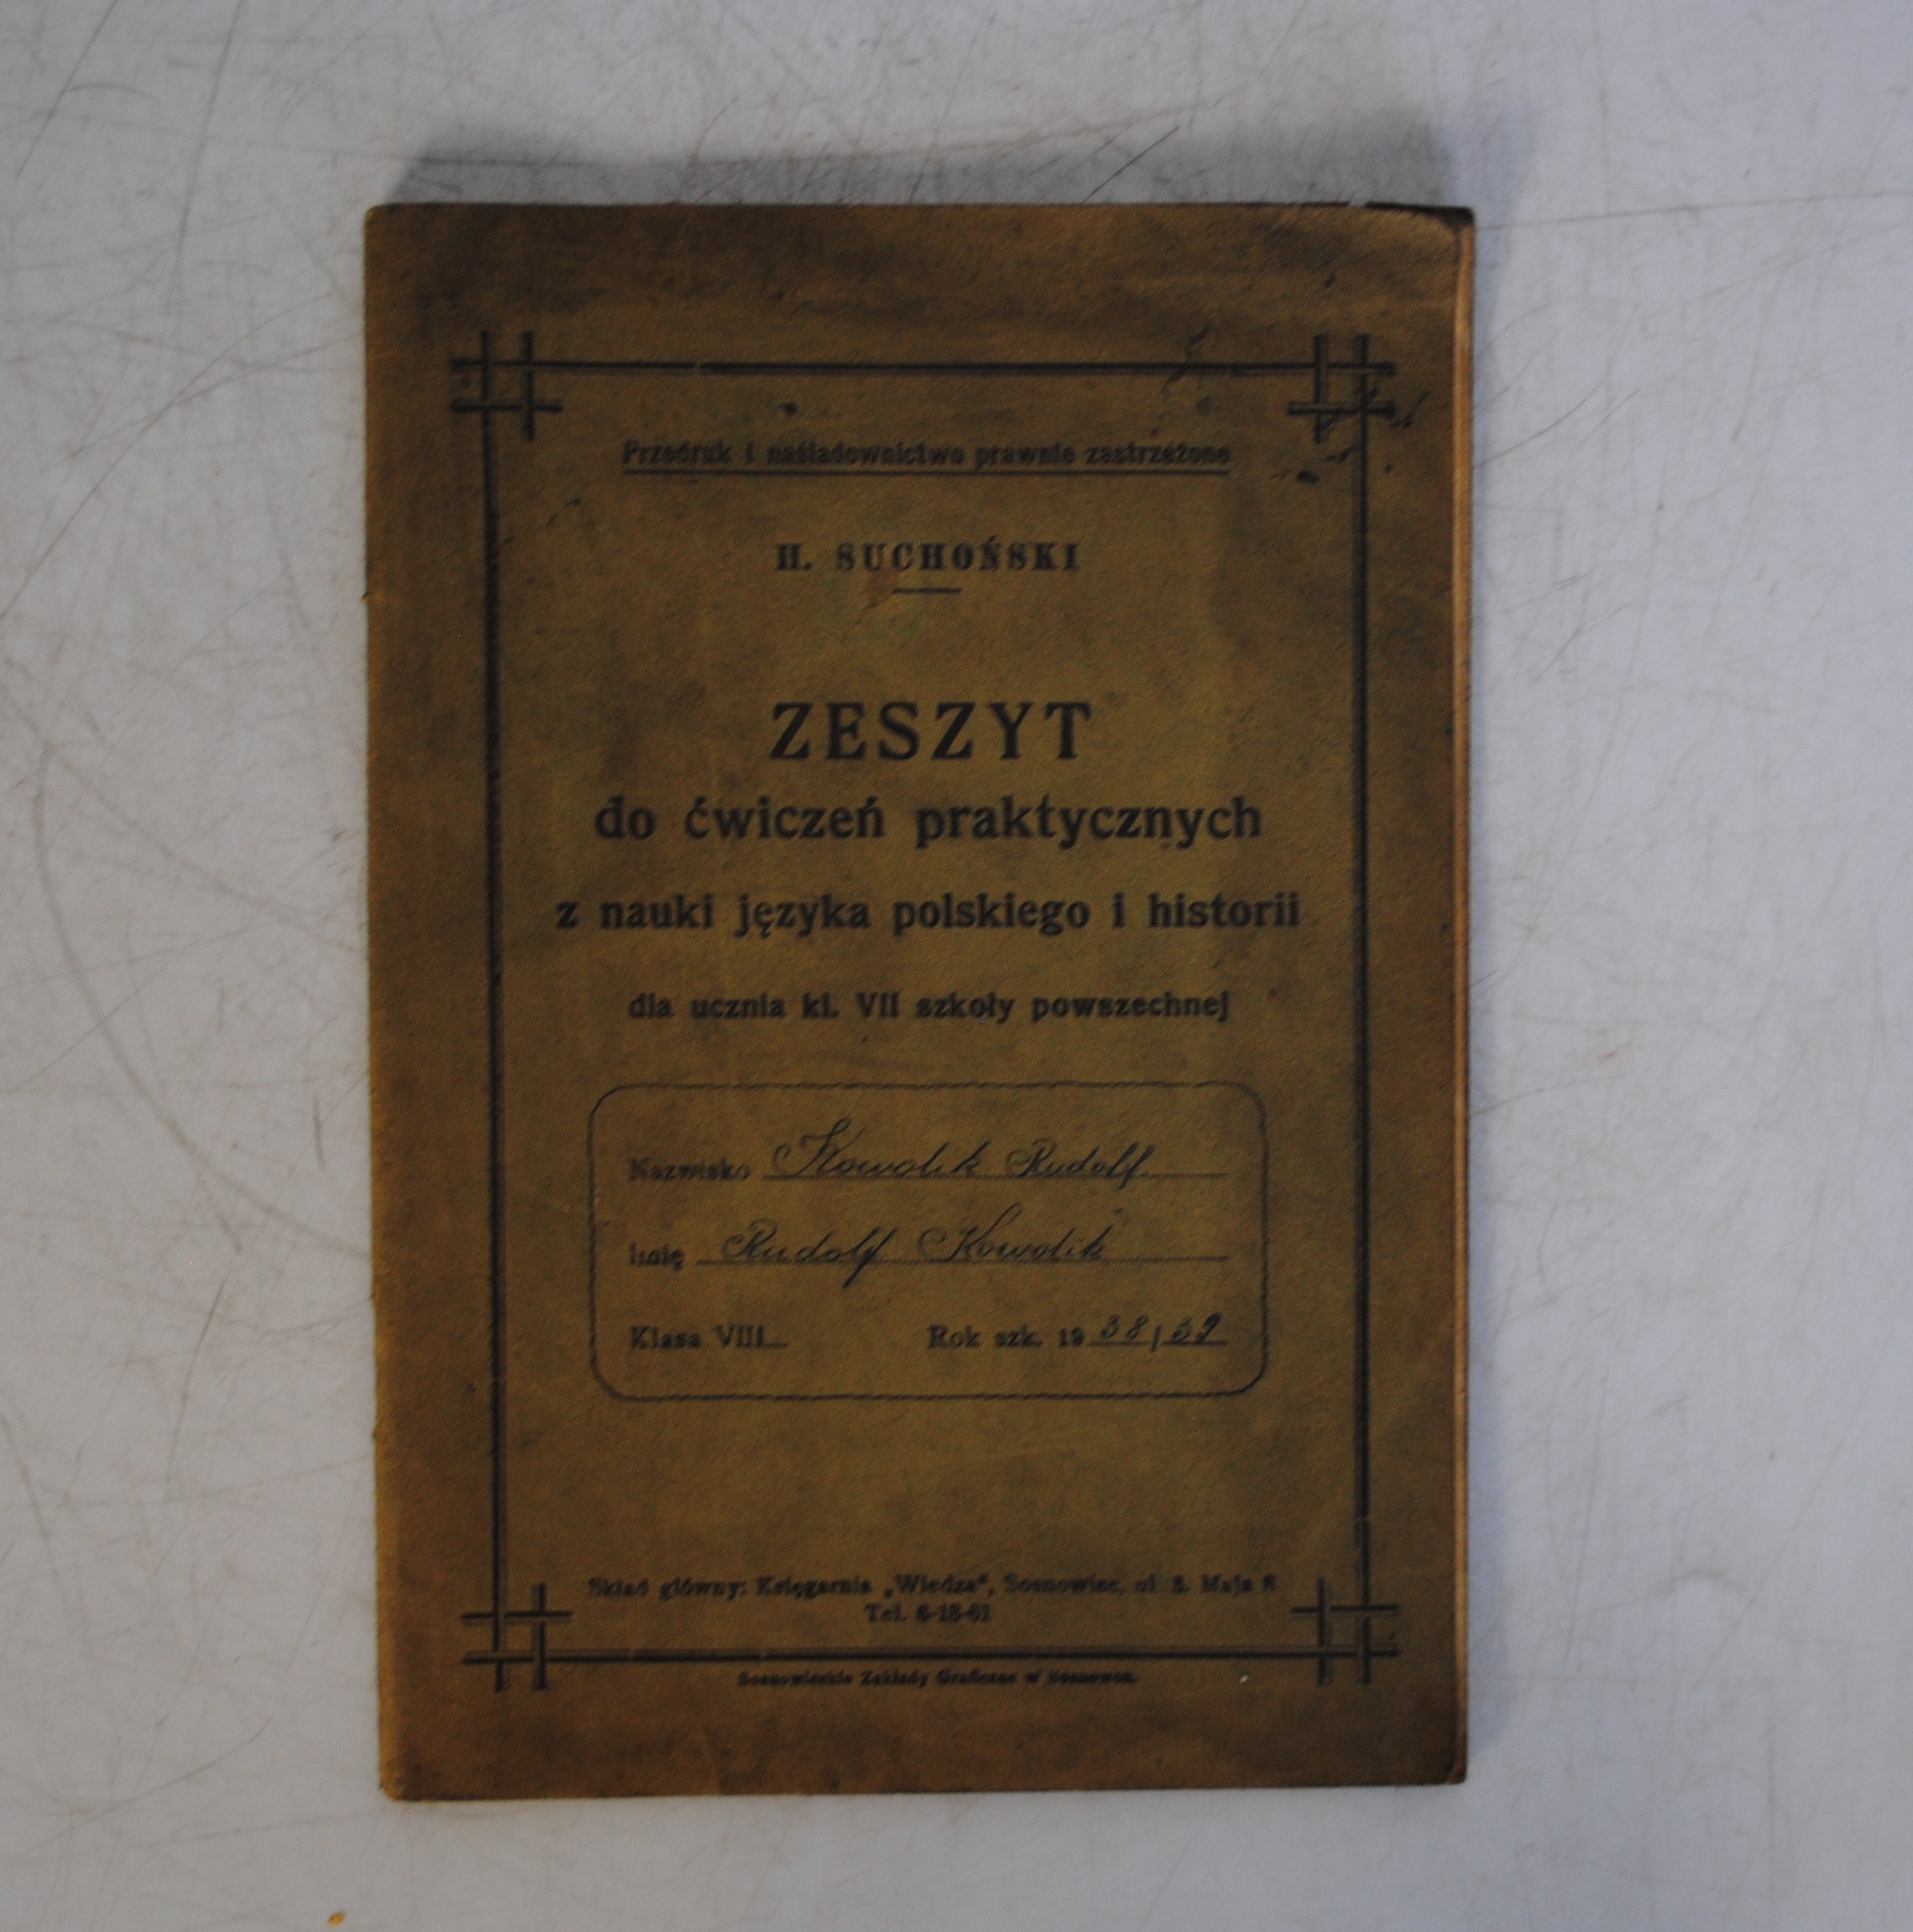 Przedruk i naśladownictwo prawnie zastrzeżone
H. SUCHOŃSKI
ZESZYT
do ćwiczeń praktycznych
z nauki języka polskiego i historii
dla ucznia kl. VII szkoły powszechnej
Nazwisko Kowolik Rudolf
Imię Rudolf Kowolik
Klasa VIII Rok szk. 1938/39
Skład główny: Księgarnia „Wiedza“, Sosnowiec, ul. 3. Maja 8
Tel. 6-18-61
Sosnowieckie Zakłady Graficzne w Sosnowcu.